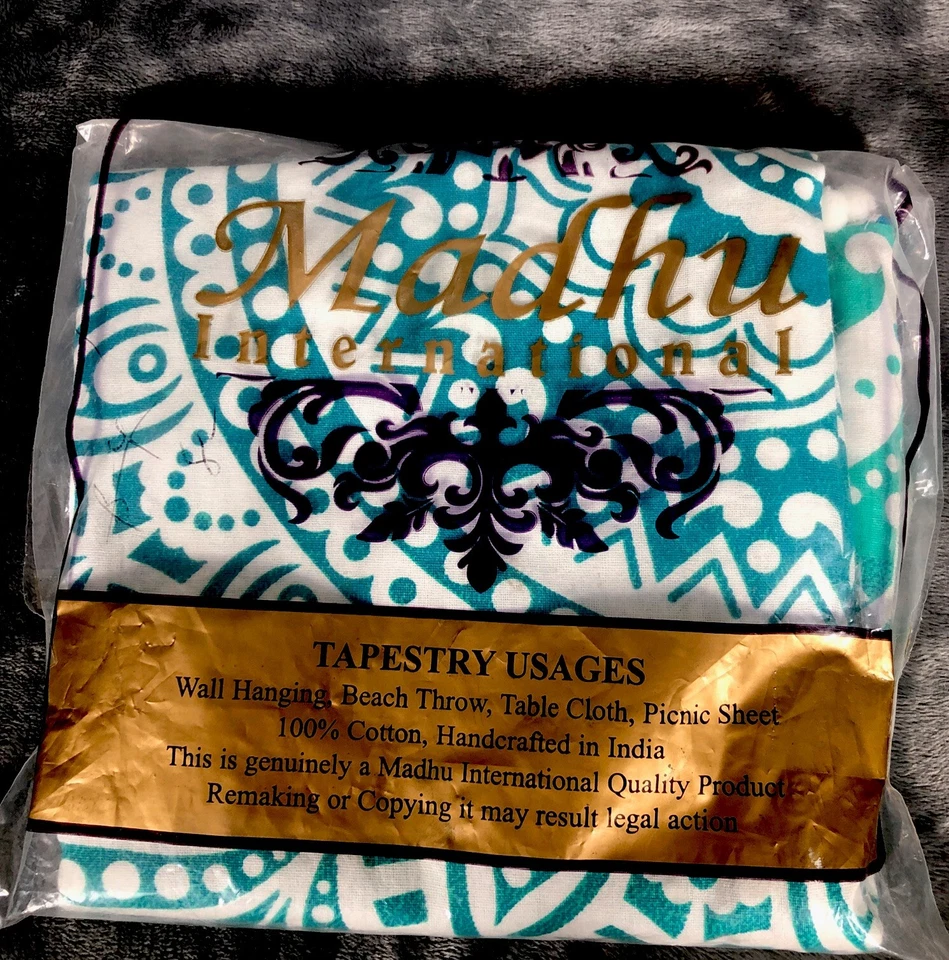 Madhu
International
TAPESTRY USAGES
Wall Hanging, Beach Throw, Table Cloth, Picnic Sheet
100% Cotton, Handcrafted in India
This is genuinely a Madhu International Quality Product
Remaking or Copying it may result legal action